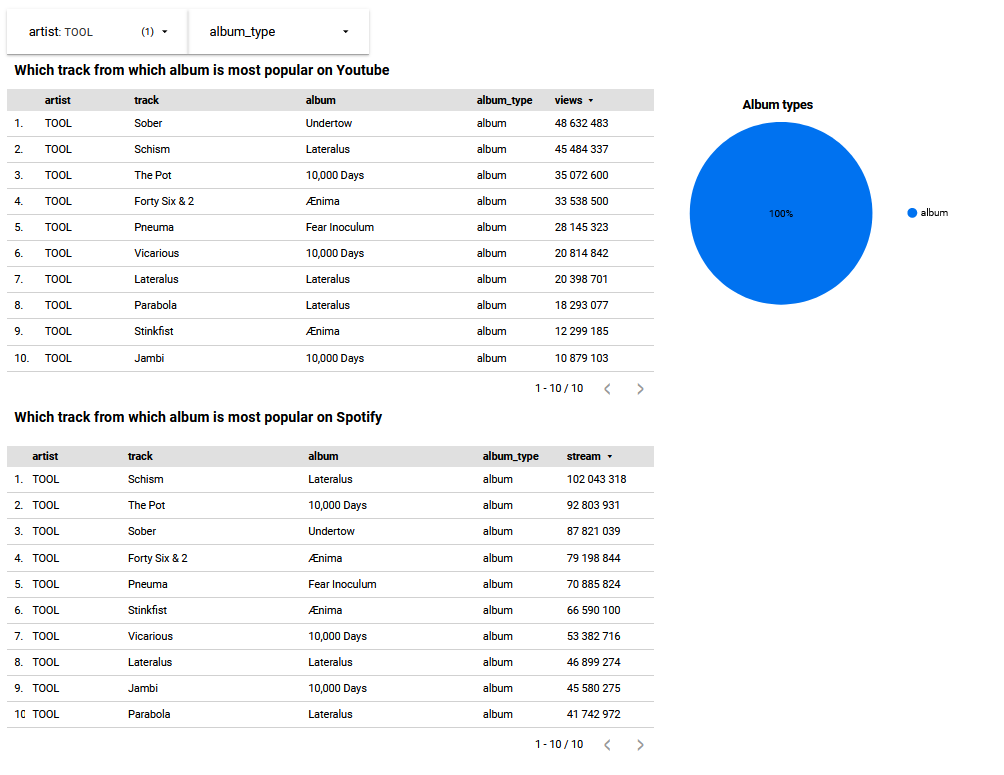 artist: TOOL (1) album_type
Which track from which album is most popular on Youtube
artist track album album_type views
1. TOOL Sober Undertow album 48 632 483
2. TOOL Schism Lateralus album 45 484 337
3. TOOL The Pot 10,000 Days album 35 072 600
4. TOOL Forty Six & 2 Ænima album 33 538 500
5. TOOL Pneuma Fear Inoculum album 28 145 323
6. TOOL Vicarious 10,000 Days album 20 814 842
7. TOOL Lateralus Lateralus album 20 398 701
8. TOOL Parabola Lateralus album 18 293 077
9. TOOL Stinkfist Ænima album 12 299 185
10. TOOL Jambi 10,000 Days album 10 879 103
1 - 10 / 10
Album types
100%
album
Which track from which album is most popular on Spotify
artist track album album_type stream
1. TOOL Schism Lateralus album 102 043 318
2. TOOL The Pot 10,000 Days album 92 803 931
3. TOOL Sober Undertow album 87 821 039
4. TOOL Forty Six & 2 Ænima album 79 198 844
5. TOOL Pneuma Fear Inoculum album 70 885 824
6. TOOL Stinkfist Ænima album 66 590 100
7. TOOL Vicarious 10,000 Days album 53 382 716
8. TOOL Lateralus Lateralus album 46 899 274
9. TOOL Jambi 10,000 Days album 45 580 275
10 TOOL Parabola Lateralus album 41 742 972
1 - 10 / 10